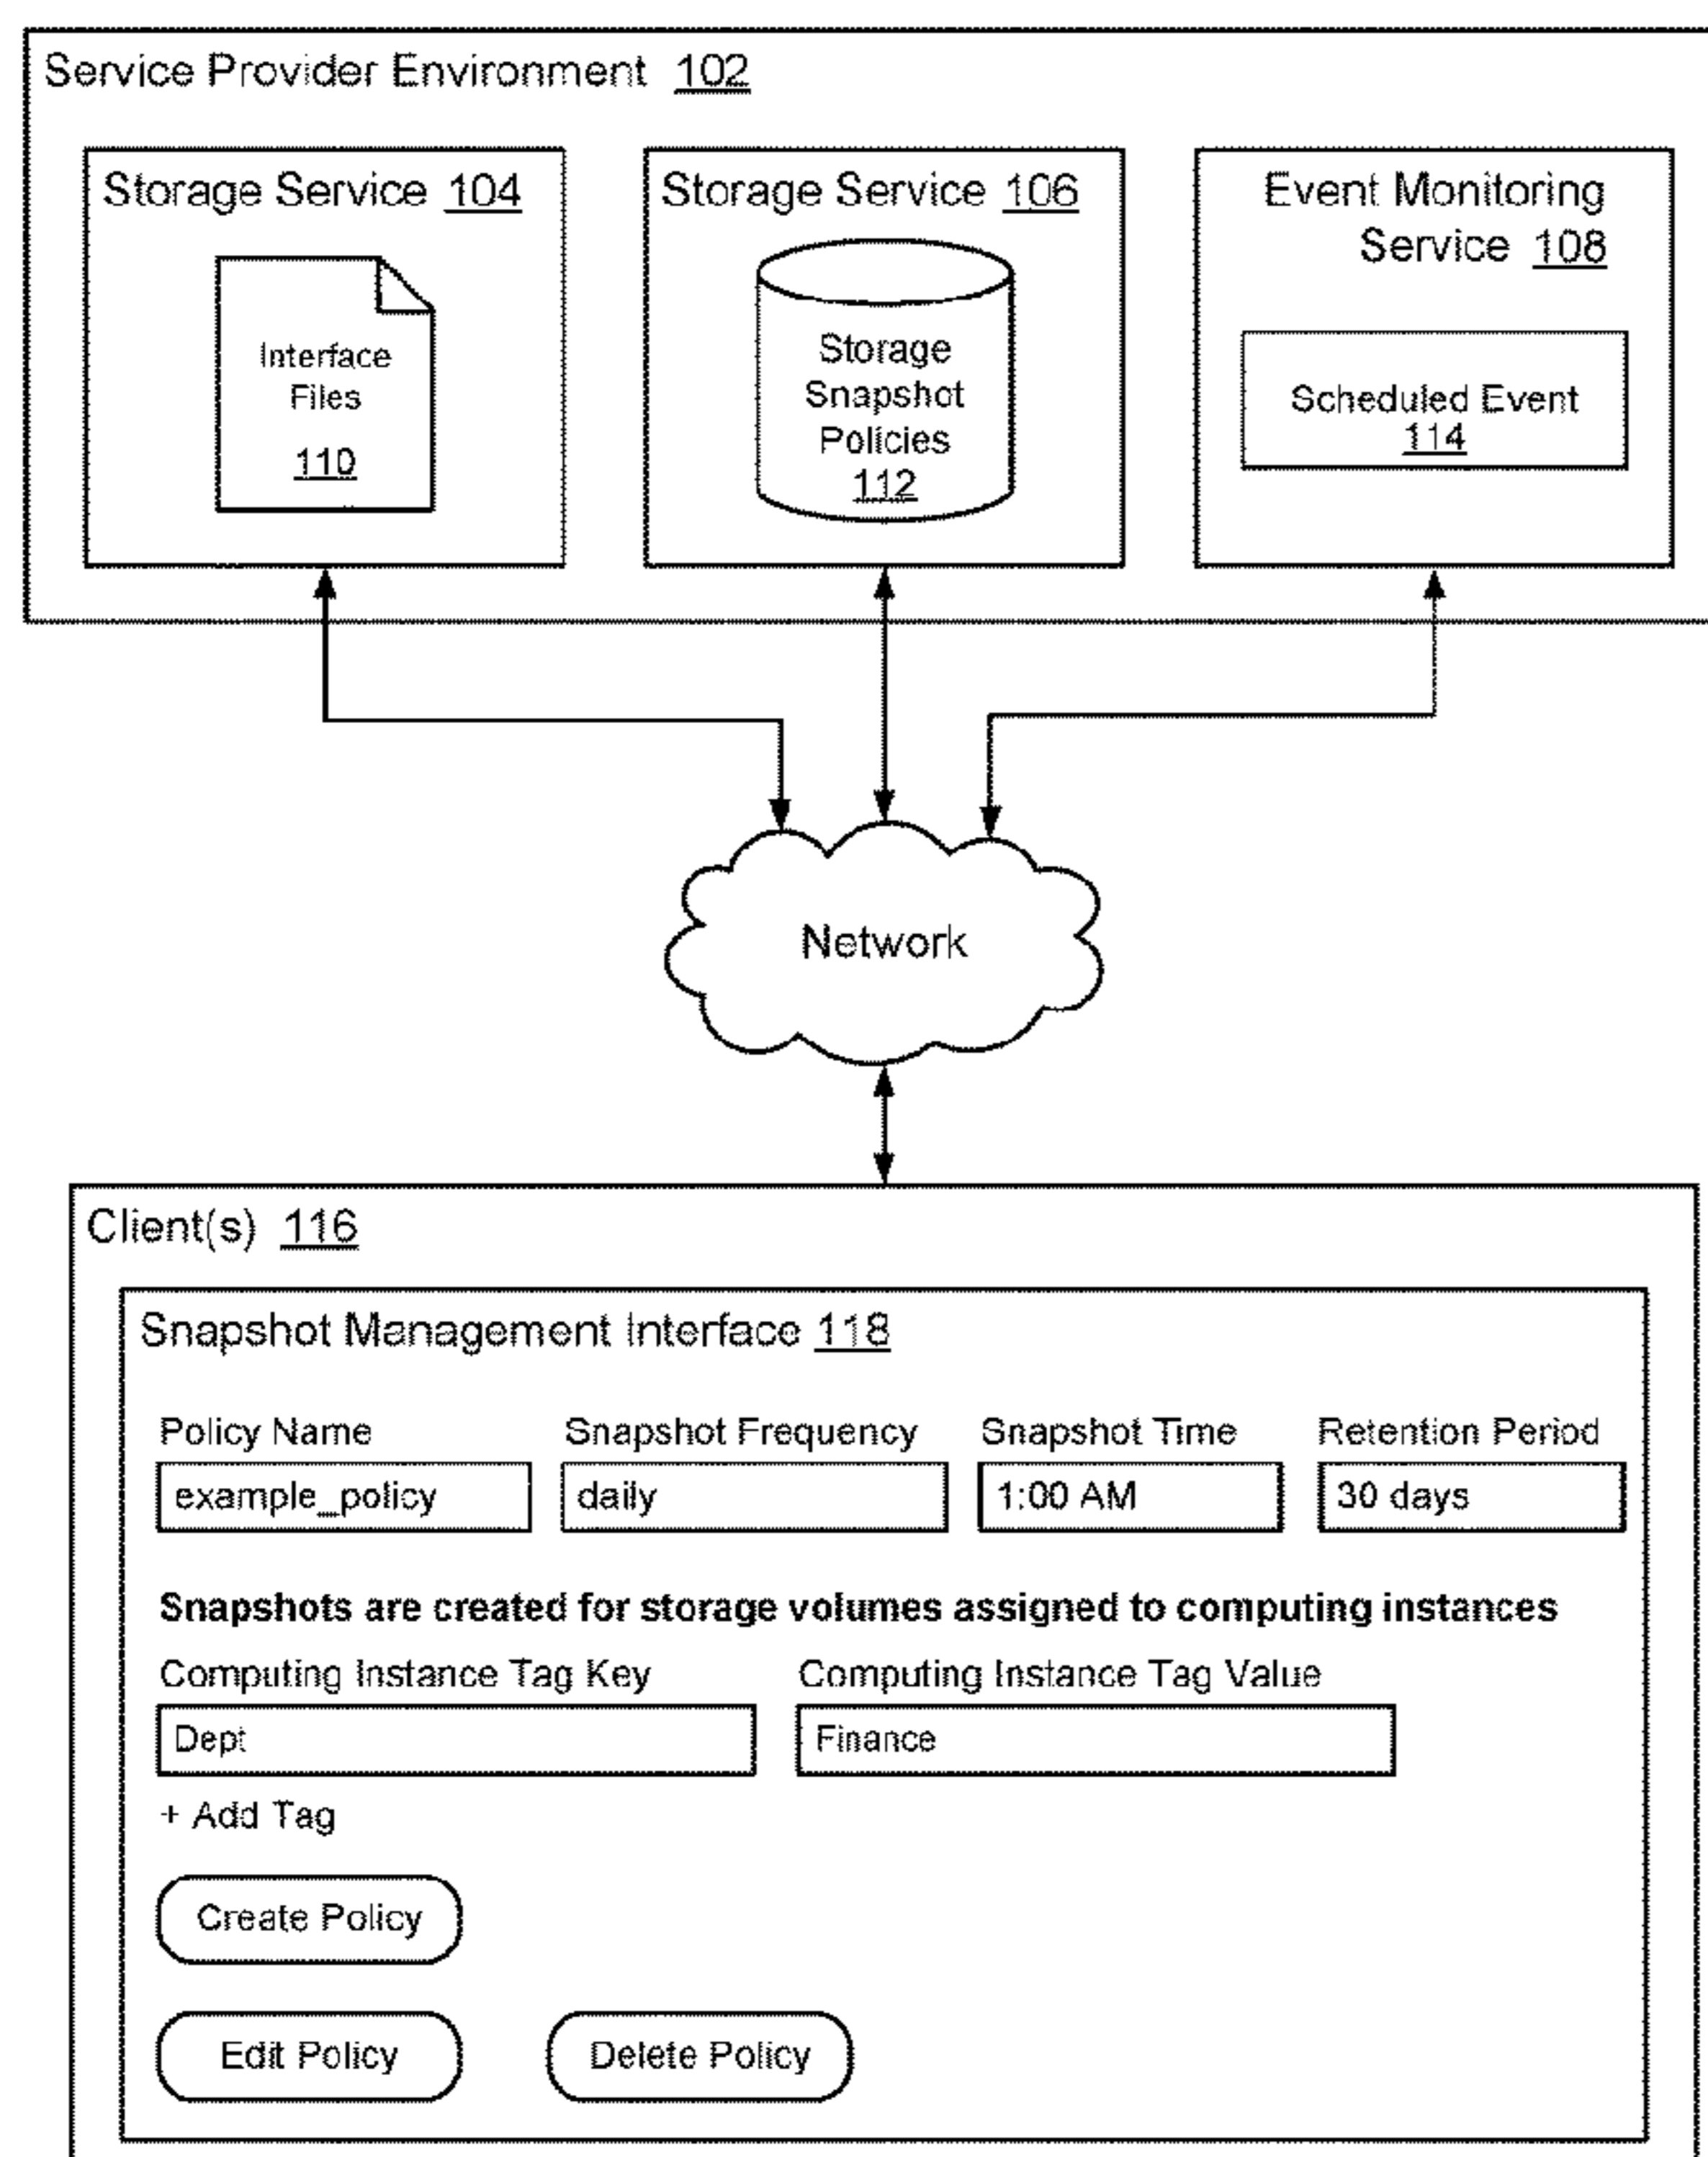 Service Provider Environment 102
Storage Service 104
Interface
Files
110
Storage Service 106
Storage
Snapshot
Policies
112
Event Monitoring
Service 108
Scheduled Event
114
Network
Client(s) 116
Snapshot Management Interface 118
Policy Name Snapshot Frequency Snapshot Time Retention Period
example_policy daily 1:00 AM 30 days
Snapshots are created for storage volumes assigned to computing instances
Computing Instance Tag Key Computing Instance Tag Value
Dept Finance
+ Add Tag
Create Policy
Edit Policy Delete Policy